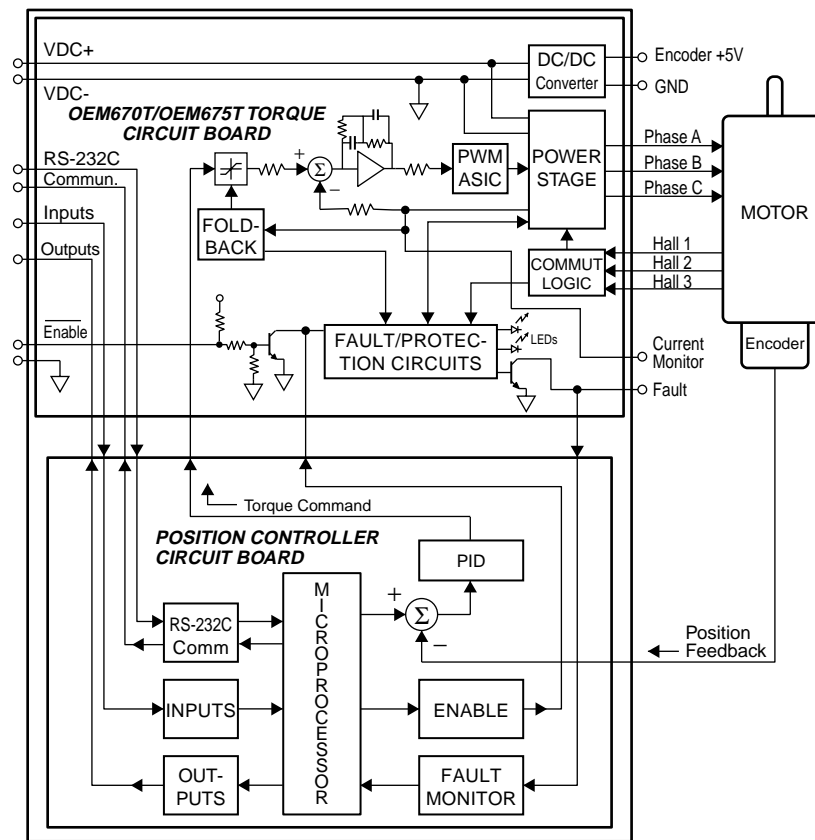 VDC+
VDC-
OEM670T/OEM675T TORQUE
CIRCUIT BOARD
DC/DC
Converter
Encoder +5V
GND
RS-232C
Commun.
Inputs
Outputs
+
Σ
−
PWM
ASIC
POWER
STAGE
Phase A
Phase B
Phase C
MOTOR
FOLD-
BACK
COMMUT
LOGIC
Hall 1
Hall 2
Hall 3
Enable
FAULT/PROTEC-
TION CIRCUITS
LEDs
Encoder
Current
Monitor
Fault
Torque Command
POSITION CONTROLLER
CIRCUIT BOARD
PID
MICROPROCESSOR
+
Σ
−
RS-232C
Comm
Position
Feedback
INPUTS
ENABLE
OUT-
PUTS
FAULT
MONITOR